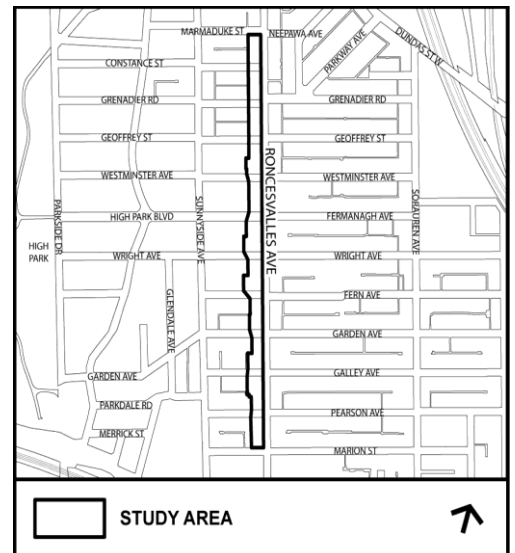 MARMADUKE ST
NEEPAWA AVE
DUNDAS ST W
PARKWAY AVE
CONSTANCE ST
GRENADIER RD
GRENADIER RD
GEOFFREY ST
GEOFFREY ST
RONCESVALLES AVE
WESTMINSTER AVE
WESTMINSTER AVE
PARKSIDE DR
SUNNYSIDE AVE
SORAUREN AVE
HIGH PARK BLVD
FERMANAGH AVE
HIGH
PARK
WRIGHT AVE
WRIGHT AVE
GLENDALE AVE
FERN AVE
GARDEN AVE
GARDEN AVE
GALLEY AVE
PARKDALE RD
PEARSON AVE
MERRICK ST
MARION ST
STUDY AREA